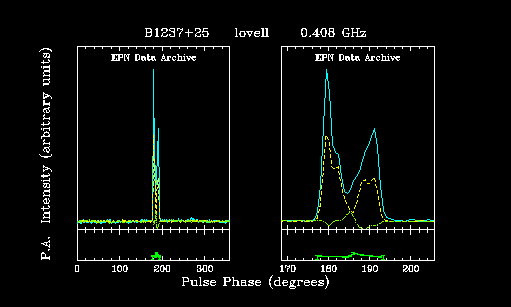 B1237+25 lovell 0.408 GHz
EPN Data Archive EPN Data Archive
P.A. Intensity (arbitrary units)
0 100 200 300 170 180 190 200
Pulse Phase (degrees)